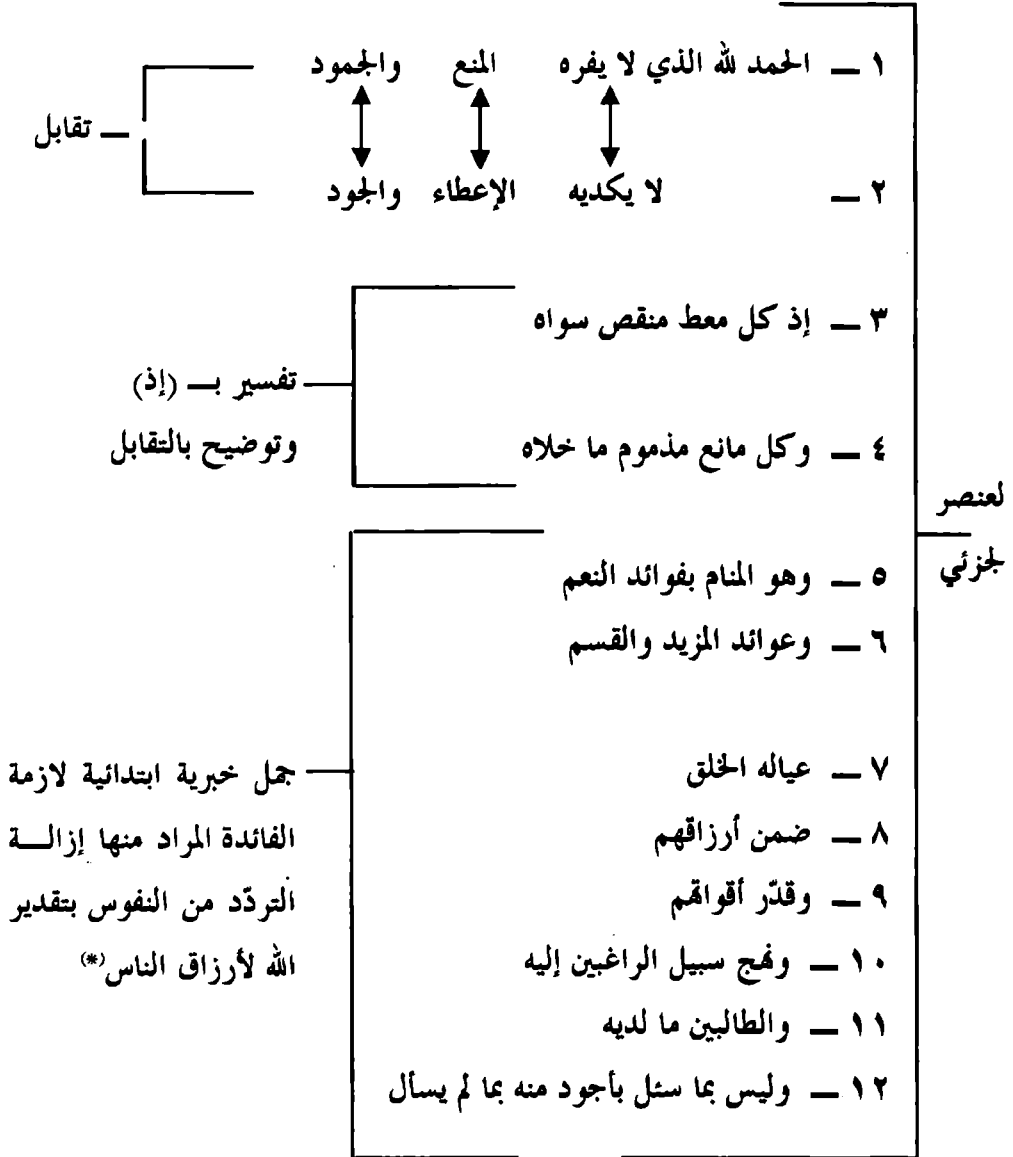 ١ — الحمد لله الذي لا يفره المنع والجمود
— تقابل
٢ — لا يكديه الإعطاء والجود
٣ — إذ كل معط منقص سواه
تفسير بـ (إذ)
وتوضيح بالتقابل
٤ — وكل مانع مذموم ما خلاه
لعنصر
لجزئي
٥ — وهو المنام بفوائد النعم
٦ — وعوائد المزيد والقسم
٧ — عياله الخلق
٨ — ضمن أرزاقهم
٩ — وقدّر أقواقم
١٠ — وفمج سبيل الراغبين إليه
١١ — والطالبين ما لديه
١٢ — وليس بما سئل بأجود منه بما لم يسأل
جمل خبرية ابتدائية لازمة
الفائدة المراد منها إزالـــة
التردّد من النفوس بتقدير
الله لأرزاق الناس(*)